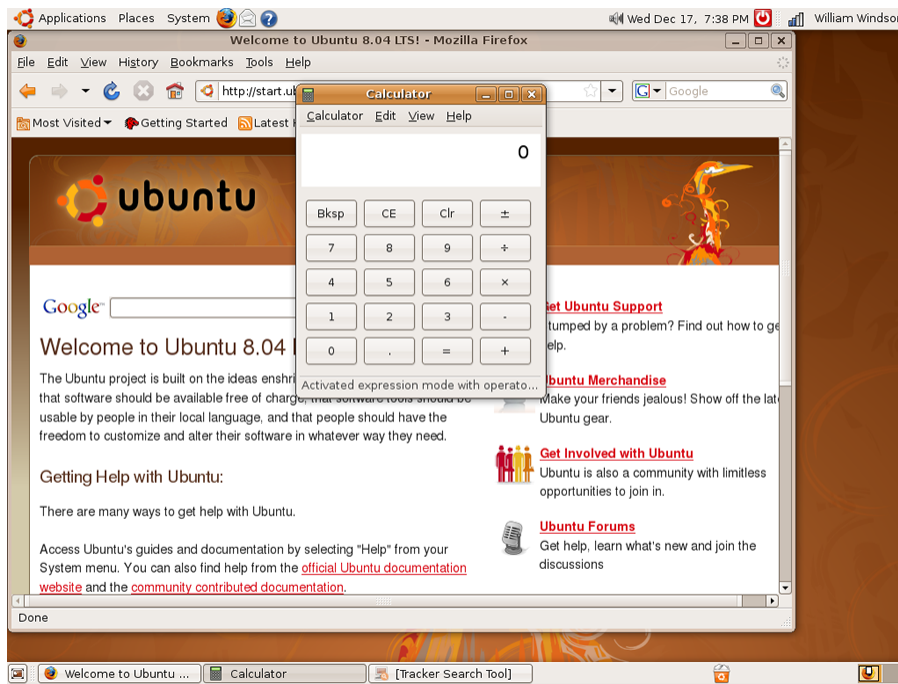 Applications Places System Wed Dec 17, 7:38 PM William Windsor
Welcome to Ubuntu 8.04 LTS! - Mozilla Firefox
File Edit View History Bookmarks Tools Help
http://start.ub G Google
Most Visited Getting Started Latest H
Calculator
Calculator Edit View Help
0
Bksp CE Clr ±
7 8 9 ÷
4 5 6 ×
1 2 3 -
0 . = +
Activated expression mode with operato...
ubuntu
Google
Welcome to Ubuntu 8.04
The Ubuntu project is built on the ideas enshri
that software should be available free of charge, that software tools should be
usable by people in their local language, and that people should have the
freedom to customize and alter their software in whatever way they need.
Getting Help with Ubuntu:
There are many ways to get help with Ubuntu.
Access Ubuntu's guides and documentation by selecting "Help" from your
System menu. You can also find help from the official Ubuntu documentation
website and the community contributed documentation.
Get Ubuntu Support
tumped by a problem? Find out how to ge
elp.
Ubuntu Merchandise
Make your friends jealous! Show off the lat
Ubuntu gear.
Get Involved with Ubuntu
Ubuntu is also a community with limitless
opportunities to join in.
Ubuntu Forums
Get help, learn what's new and join the
discussions
Done
Welcome to Ubuntu ... Calculator [Tracker Search Tool]